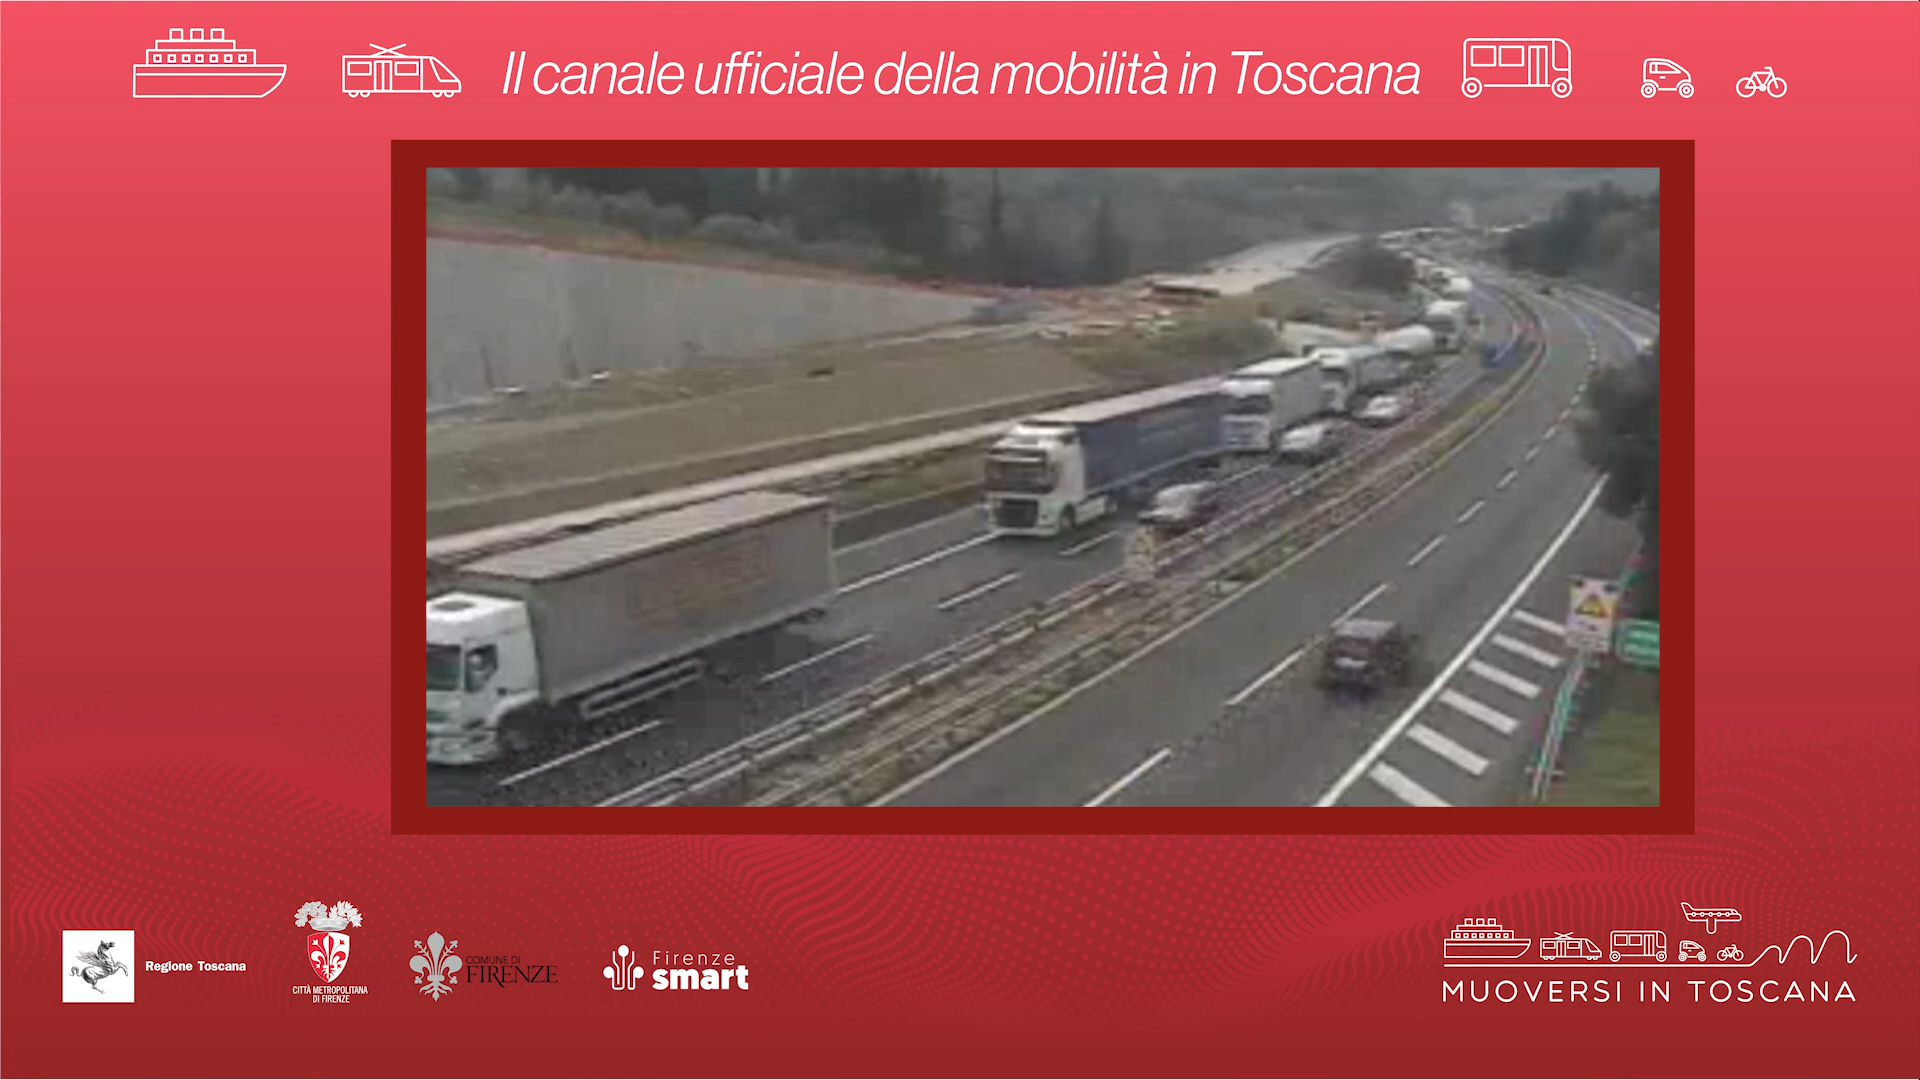 Il canale ufficiale della mobilità in Toscana
Regione Toscana
CITTÀ METROPOLITANA
DI FIRENZE
COMUNE DI
FIRENZE
Firenze
smart
MUOVERSI IN TOSCANA